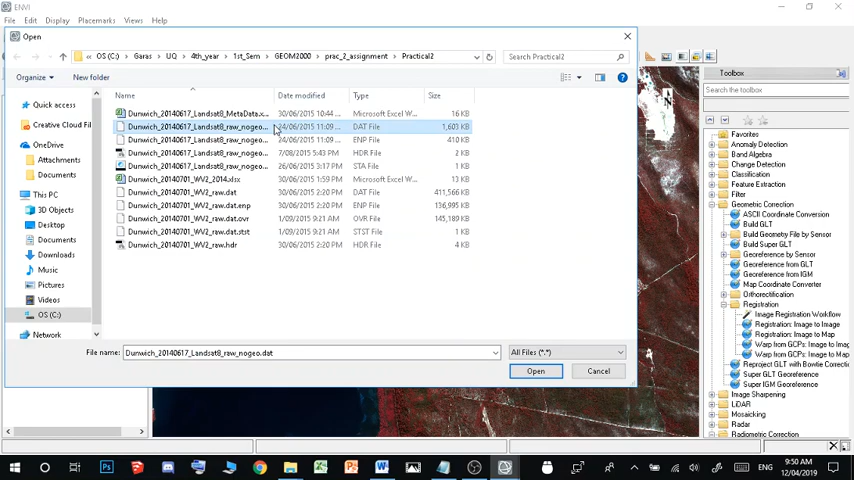 ENVI
File Edit Display Placemarks Views Help
Open
« OS (C:) › Garas › UQ › 4th_year › 1st_Sem › GEOM2000 › prac_2_assignment › Practical2
Search Practical2
Organize New folder
Name Date modified Type Size
Quick access
Creative Cloud Fil
OneDrive
Attachments
Documents
This PC
3D Objects
Desktop
Documents
Downloads
Music
Pictures
Videos
OS (C:)
Network
Dunwich_20140617_Landsat8_MetaData.x... 30/06/2015 10:44 ... Microsoft Excel W... 16 KB
Dunwich_20140617_Landsat8_raw_nogeo... 24/06/2015 11:09 ... DAT File 1,603 KB
Dunwich_20140617_Landsat8_raw_nogeo... 24/06/2015 11:09 ... ENP File 410 KB
Dunwich_20140617_Landsat8_raw_nogeo... 7/08/2015 5:43 PM HDR File 2 KB
Dunwich_20140617_Landsat8_raw_nogeo... 26/06/2015 3:17 PM STA File 2 KB
Dunwich_20140701_WV2_2014.xlsx 30/06/2015 1:59 PM Microsoft Excel W... 13 KB
Dunwich_20140701_WV2_raw.dat 30/06/2015 2:20 PM DAT File 411,566 KB
Dunwich_20140701_WV2_raw.dat.enp 30/06/2015 2:20 PM ENP File 136,995 KB
Dunwich_20140701_WV2_raw.dat.ovr 1/09/2015 9:21 AM OVR File 145,189 KB
Dunwich_20140701_WV2_raw.dat.stst 1/09/2015 9:21 AM STST File 1 KB
Dunwich_20140701_WV2_raw.hdr 30/06/2015 2:20 PM HDR File 4 KB
File name: Dunwich_20140617_Landsat8_raw_nogeo.dat
All Files (*.*)
Open Cancel
N
Toolbox
Search the toolbox
Favorites
Anomaly Detection
Band Algebra
Change Detection
Classification
Feature Extraction
Filter
Geometric Correction
ASCII Coordinate Conversion
Build GLT
Build Geometry File by Sensor
Build Super GLT
Georeference by Sensor
Georeference from GLT
Georeference from IGM
Map Coordinate Converter
Orthorectification
Registration
Image Registration Workflow
Registration: Image to Image
Registration: Image to Map
Warp from GCPs: Image to Imag
Warp from GCPs: Image to Map
Reproject GLT with Bowtie Correction
Super GLT Georeference
Super IGM Georeference
Image Sharpening
LiDAR
Mosaicking
Radar
Radiometric Correction
ENG
9:50 AM
12/04/2019